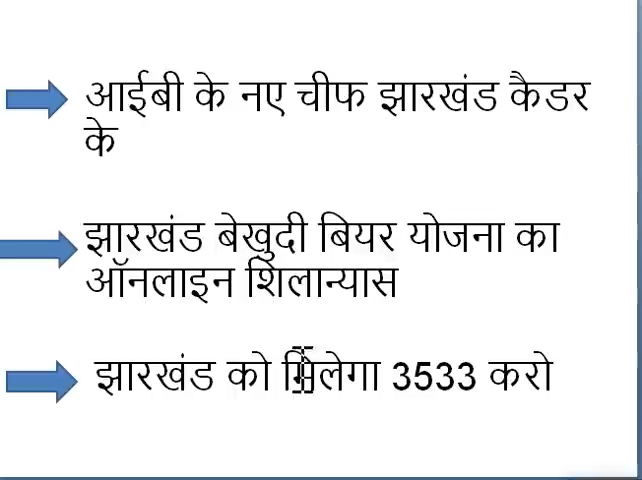 आईबी के नए चीफ झारखंड कैडर
के
झारखंड बेखुदी बियर योजना का
ऑनलाइन शिलान्यास
झारखंड को मिलेगा 3533 करो